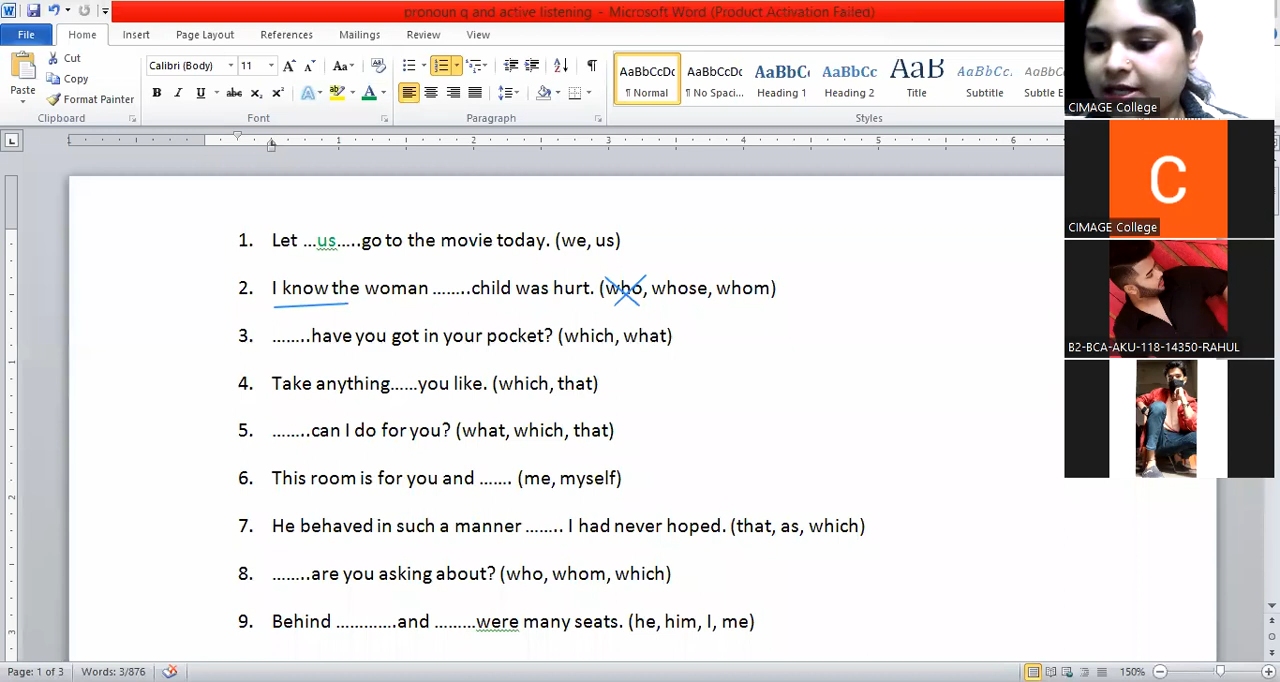 pronoun q and active listening - Microsoft Word (Product Activation Failed)
File Home Insert Page Layout References Mailings Review View
Cut
Copy
Format Painter
Paste
Calibri (Body) 11
AaBbCcDc AaBbCcDc AaBbC AaBbCc AaB AaBbCc. AaBbCc
¶ Normal ¶ No Spaci... Heading 1 Heading 2 Title Subtitle Subtle E
Clipboard Font Paragraph Styles
1. Let ...us.....go to the movie today. (we, us)
2. I know the woman ........child was hurt. (who, whose, whom)
3. ........have you got in your pocket? (which, what)
4. Take anything......you like. (which, that)
5. ........can I do for you? (what, which, that)
6. This room is for you and ....... (me, myself)
7. He behaved in such a manner ........ I had never hoped. (that, as, which)
8. ........are you asking about? (who, whom, which)
9. Behind .............and .........were many seats. (he, him, I, me)
Page: 1 of 3 Words: 3/876 150%
CIMAGE College
C
CIMAGE College
B2-BCA-AKU-118-14350-RAHUL